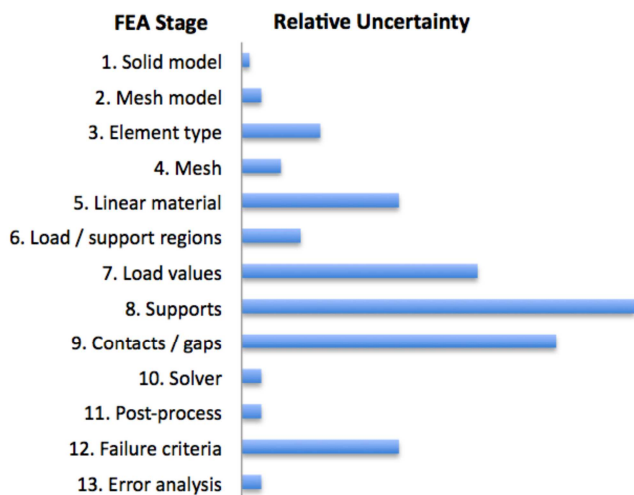 FEA Stage Relative Uncertainty
1. Solid model
2. Mesh model
3. Element type
4. Mesh
5. Linear material
6. Load / support regions
7. Load values
8. Supports
9. Contacts / gaps
10. Solver
11. Post-process
12. Failure criteria
13. Error analysis